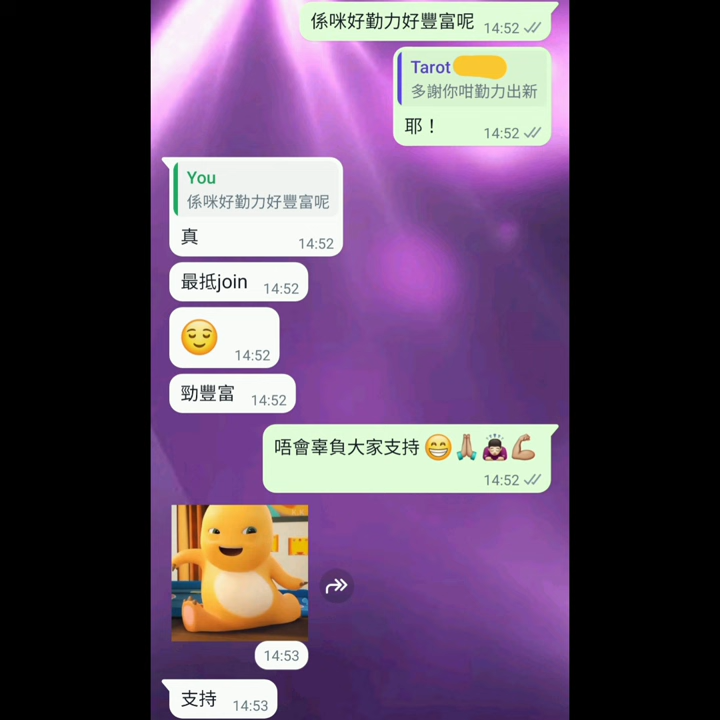 係咪好勤力好豐富呢 14:52
Tarot
多謝你咁勤力出新
耶！ 14:52
You
係咪好勤力好豐富呢
真 14:52
最抵join 14:52
14:52
勁豐富 14:52
唔會辜負大家支持😁🙏🏽🙇🏻💪🏽
14:52
14:53
支持 14:53